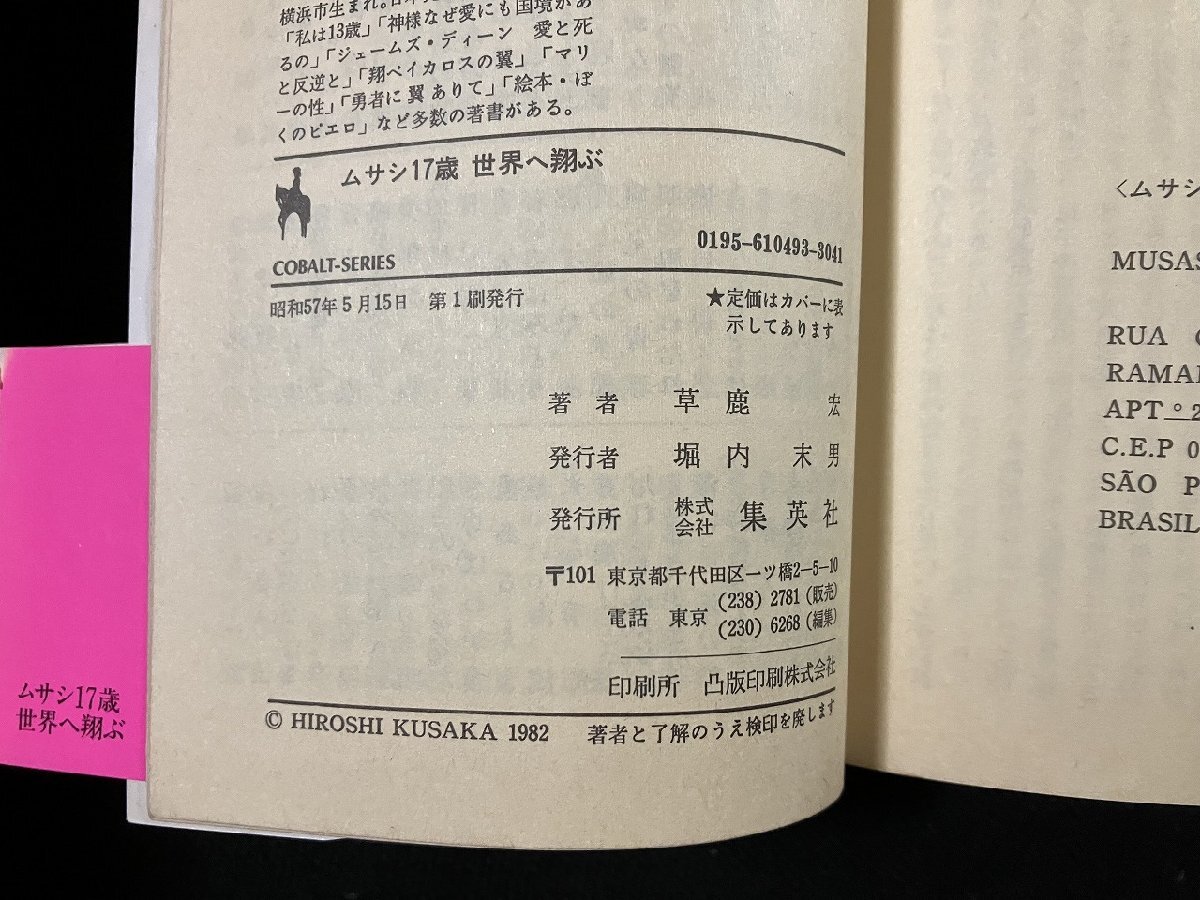 横浜市生まれ。日本
「私は13歳」「神様なぜ愛にも国境があ
るの」「ジェームズ・ディーン 愛と死
と反逆と」「翔べイカロスの翼」「マリ
ーの性」「勇者に翼ありて」「絵本・ぼ
くのピエロ」など多数の著書がある。
ムサシ17歳 世界へ翔ぶ
COBALT-SERIES
0195-610493-3041
昭和57年5月15日 第1刷発行
★定価はカバーに表
示してあります
著者 草鹿 宏
発行者 堀内末男
発行所 株式会社 集英社
〒101 東京都千代田区一ツ橋2-5-10
電話 東京 (238) 2781 (販売)
(230) 6268 (編集)
印刷所 凸版印刷株式会社
© HIROSHI KUSAKA 1982 著者と了解のうえ検印を廃します
ムサシ17歳
世界へ翔ぶ
〈ムサシ
MUSAS
RUA
RAMA
APT º 2
C.E.P 0
SÃO P
BRASIL